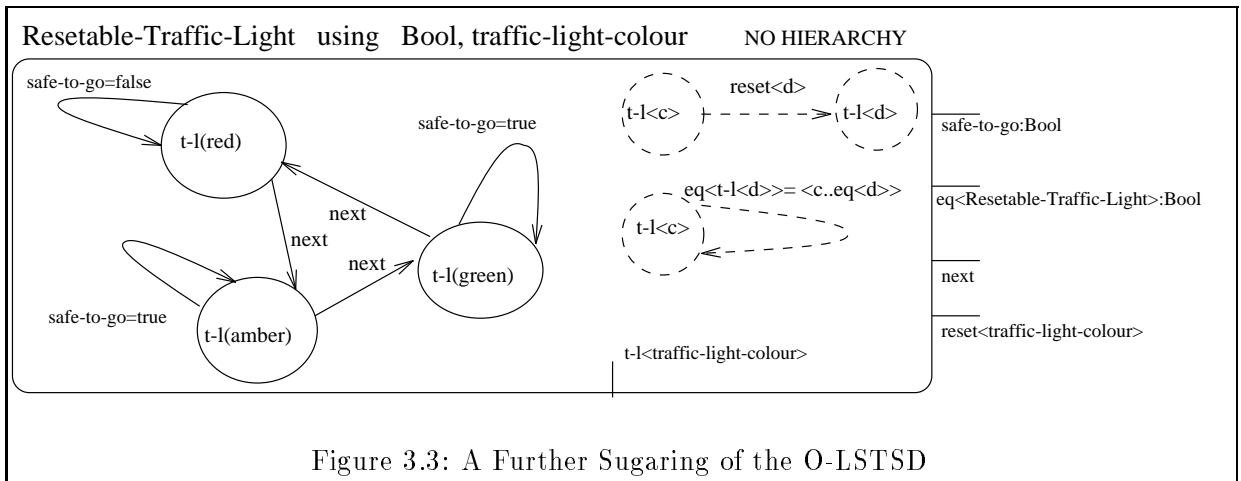 Resetable-Traffic-Light using Bool, traffic-light-colour NO HIERARCHY
safe-to-go=false
t-l(red)
safe-to-go=true
next
next
next
t-l(green)
safe-to-go=true
t-l(amber)
reset<d>
t-l<c>
t-l<d>
eq<t-l<d>>= <c..eq<d>>
t-l<c>
t-l<traffic-light-colour>
safe-to-go:Bool
eq<Resetable-Traffic-Light>:Bool
next
reset<traffic-light-colour>
Figure 3.3: A Further Sugaring of the O-LSTSD